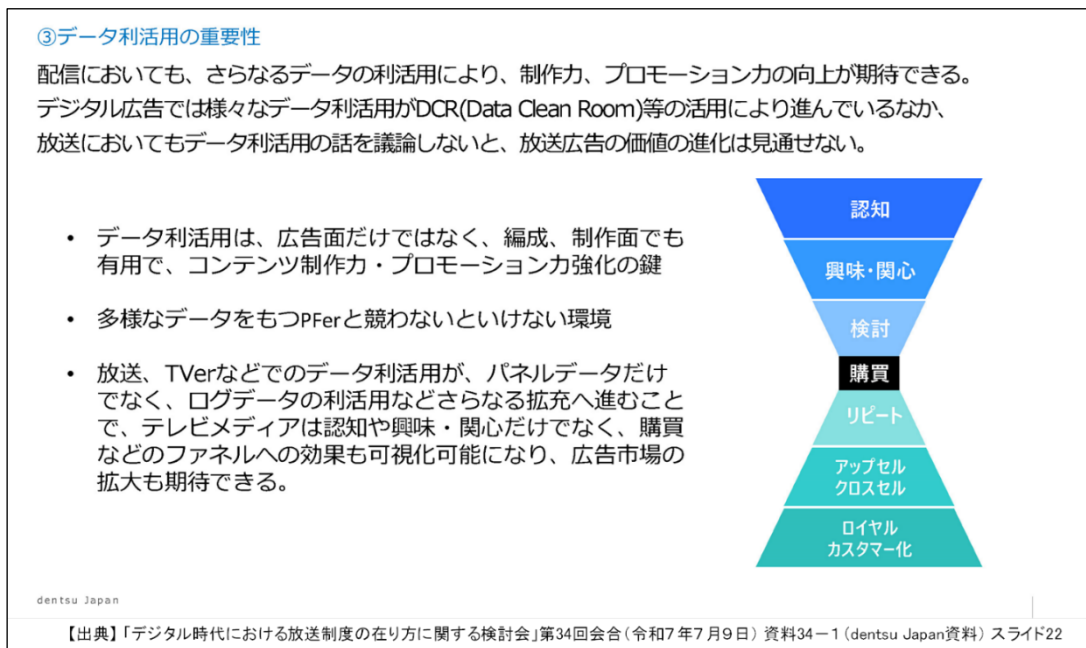 ③データ利活用の重要性
配信においても、さらなるデータの利活用により、制作力、プロモーション力の向上が期待できる。
デジタル広告では様々なデータ利活用がDCR(Data Clean Room)等の活用により進んでいるなか、
放送においてもデータ利活用の話を議論しないと、放送広告の価値の進化は見通せない。
• データ利活用は、広告面だけではなく、編成、制作面でも
有用で、コンテンツ制作力・プロモーション力強化の鍵
• 多様なデータをもつPFerと競わないといけない環境
• 放送、TVerなどでのデータ利活用が、パネルデータだけ
でなく、ログデータの利活用などさらなる拡充へ進むこと
で、テレビメディアは認知や興味・関心だけでなく、購買
などのファネルへの効果も可視化可能になり、広告市場の
拡大も期待できる。
認知
興味・関心
検討
購買
リピート
アップセル
クロスセル
ロイヤル
カスタマー化
dentsu Japan
【出典】「デジタル時代における放送制度の在り方に関する検討会」第34回会合(令和7年7月9日) 資料34－1(dentsu Japan資料) スライド22